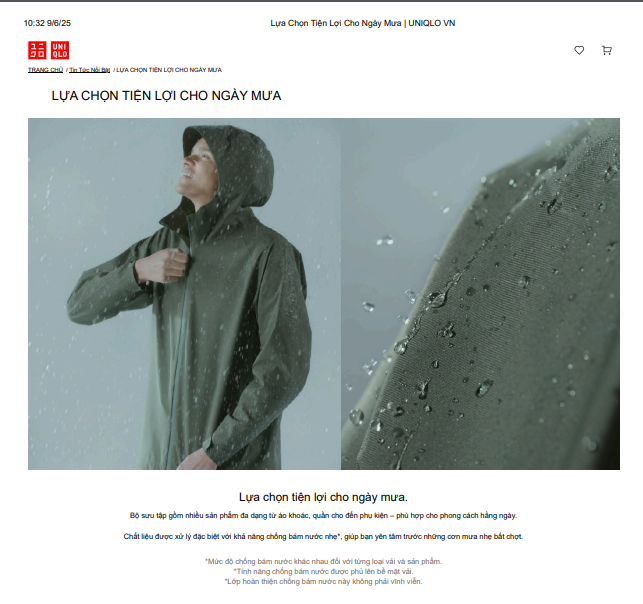 10:32 9/6/25
Lựa Chọn Tiện Lợi Cho Ngày Mưa | UNIQLO VN
ユニ
クロ
UNI
QLO
TRANG CHỦ / Tin Tức Nổi Bật / LỰA CHỌN TIỆN LỢI CHO NGÀY MƯA
LỰA CHỌN TIỆN LỢI CHO NGÀY MƯA
Lựa chọn tiện lợi cho ngày mưa.
Bộ sưu tập gồm nhiều sản phẩm đa dạng từ áo khoác, quần cho đến phụ kiện – phù hợp cho phong cách hằng ngày.
Chất liệu được xử lý đặc biệt với khả năng chống bám nước nhẹ*, giúp bạn yên tâm trước những cơn mưa nhẹ bất chợt.
*Mức độ chống bám nước khác nhau đối với từng loại vải và sản phẩm.
*Tính năng chống bám nước được phủ lên bề mặt vải.
*Lớp hoàn thiện chống bám nước này không phải vĩnh viễn.